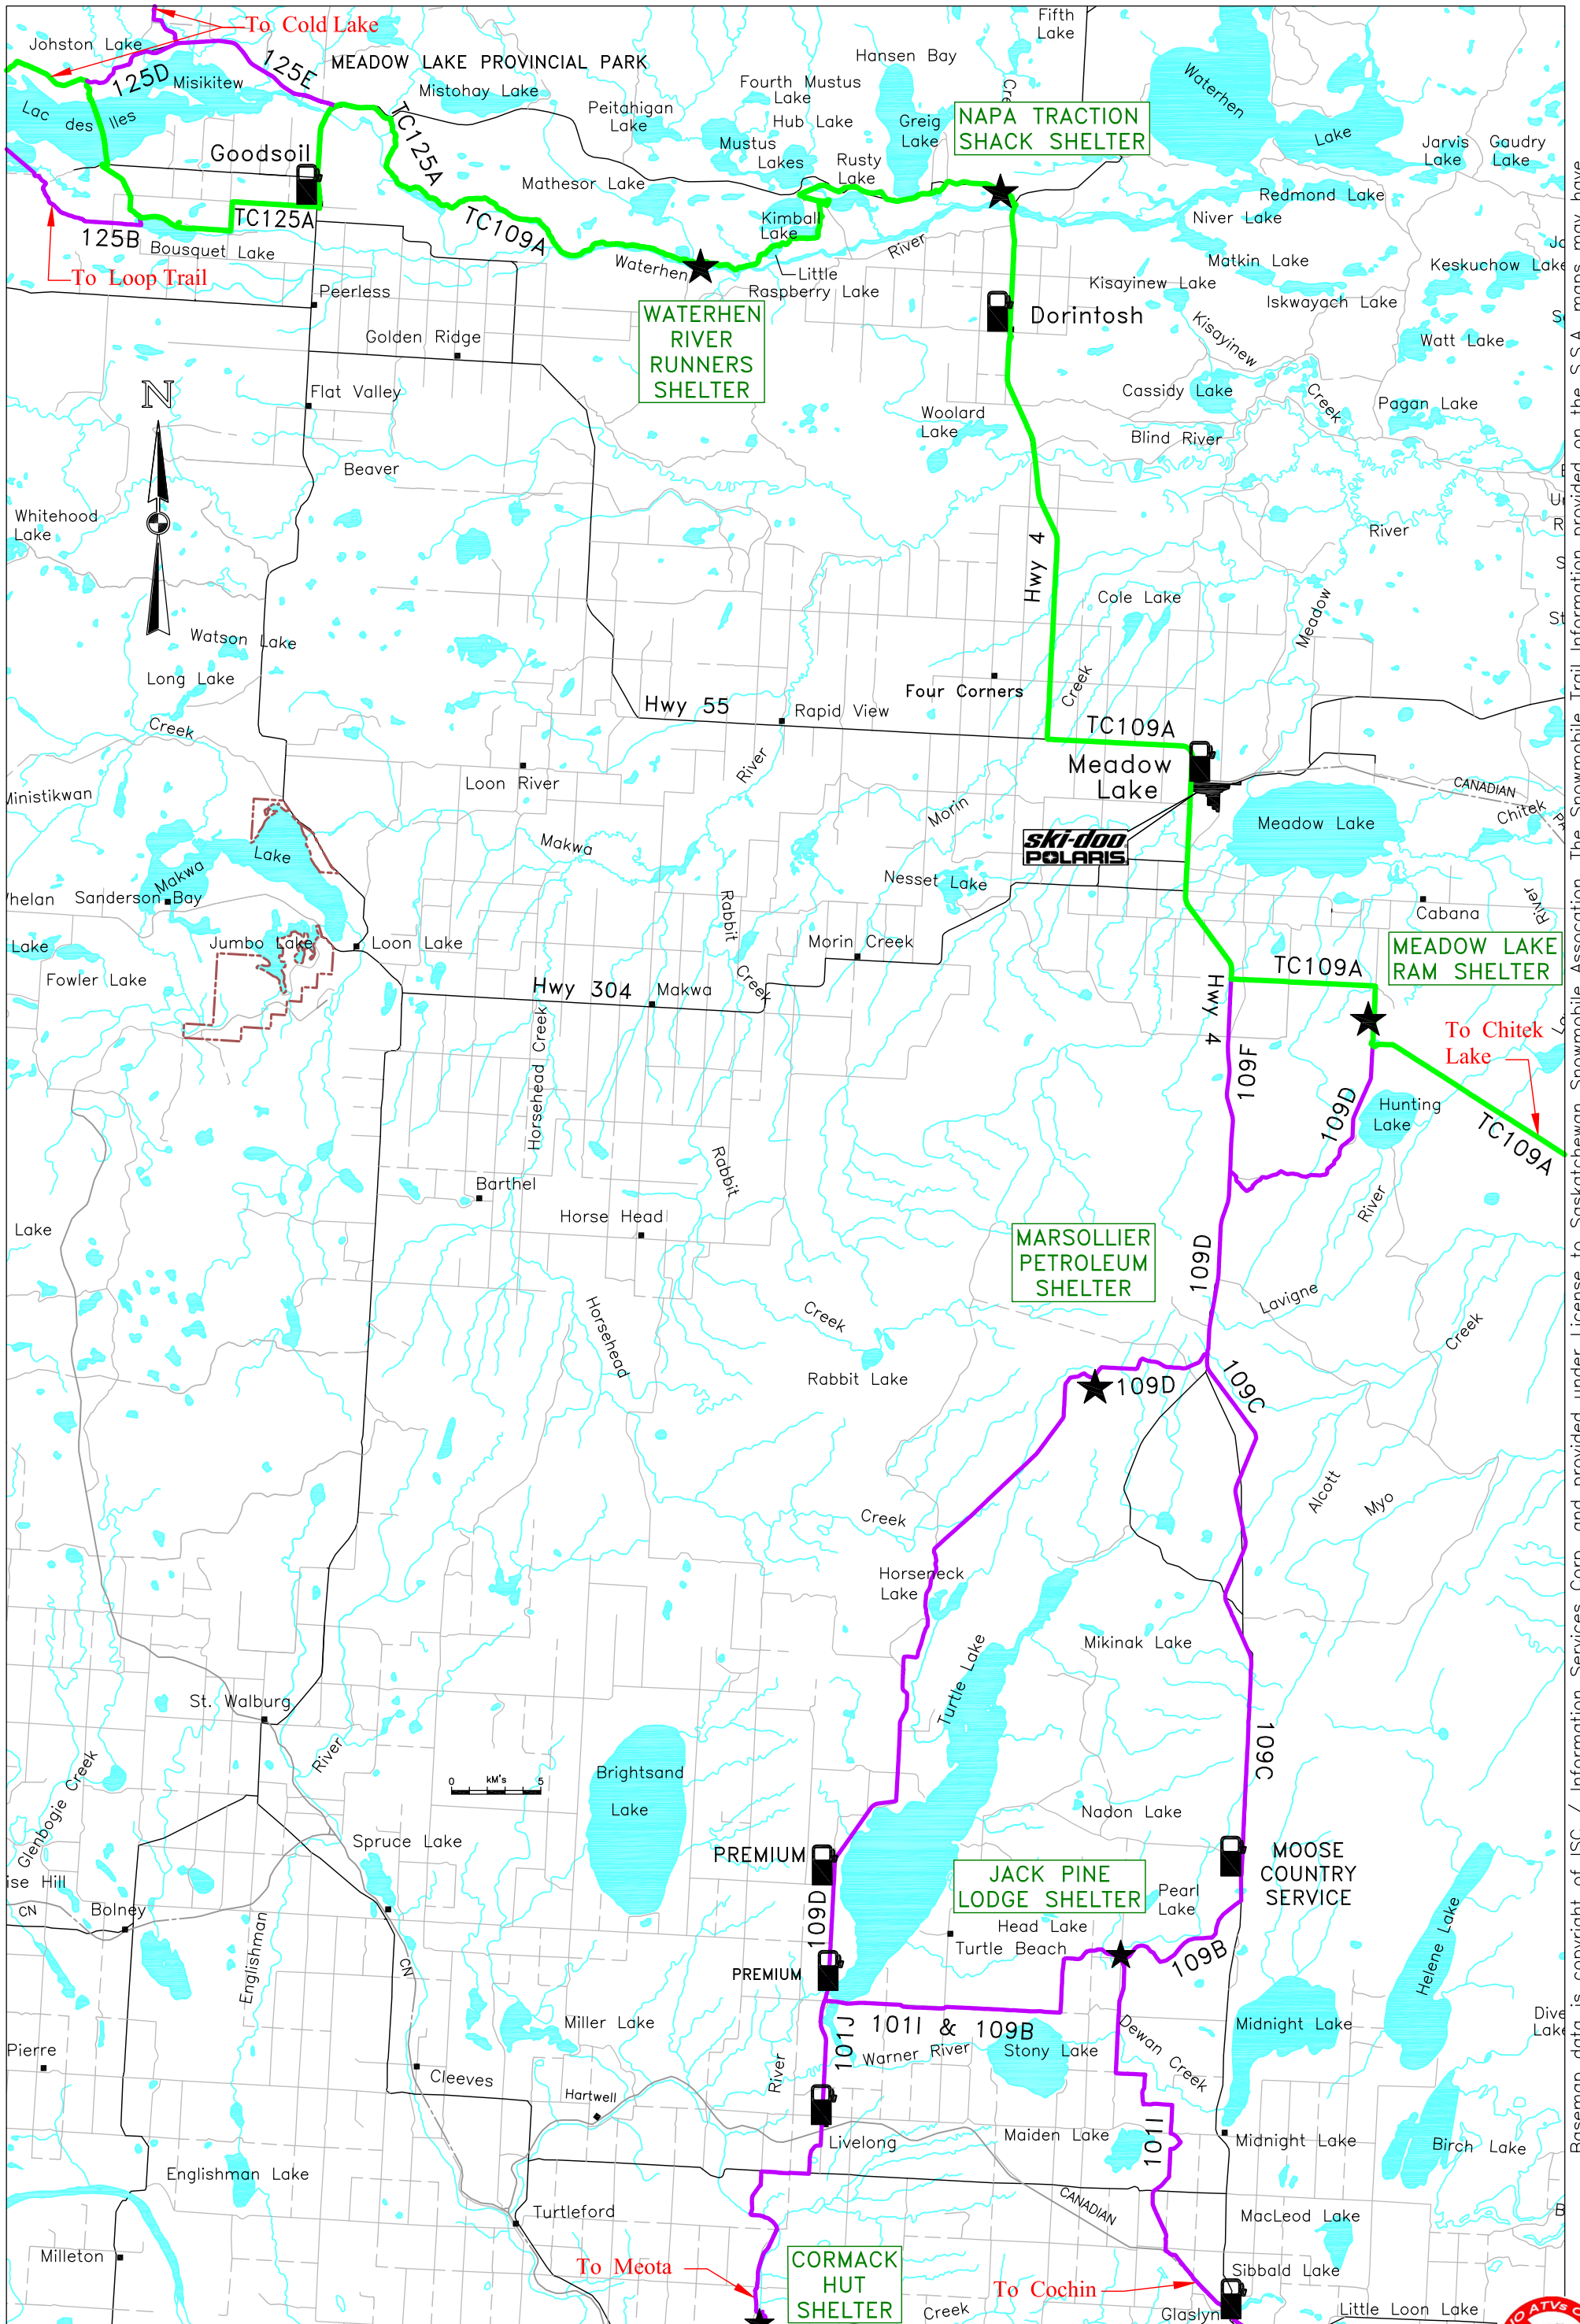 To Cold Lake
Johston Lake
125D
Misikitew
125E
MEADOW LAKE PROVINCIAL PARK
Mistohay Lake
Lac des Iles
Goodsoil
TC125A
TC125A
125B
Bousquet Lake
To Loop Trail
TC109A
Mathesor Lake
Peitahigan
Lake
Fourth Mustus
Lake
Hub Lake
Mustus
Lakes
Rusty
Lake
Hansen Bay
Greig
Lake
Fifth
Lake
NAPA TRACTION
SHACK SHELTER
Waterhen
Lake
Jarvis
Lake
Gaudry
Lake
Redmond Lake
Niver Lake
Matkin Lake
Keskuchow Lake
Iskwayach Lake
Kisayinew Lake
Kisayinew
Creek
Watt Lake
Kimball
Lake
River
Waterhen
Little
Raspberry Lake
Peerless
Golden Ridge
WATERHEN
RIVER
RUNNERS
SHELTER
Dorintosh
N
Flat Valley
Woolard
Lake
Cassidy Lake
Pagan Lake
Blind River
Beaver
Whitehood
Lake
River
Hwy 4
Cole Lake
Meadow
Watson Lake
Long Lake
Creek
Four Corners
Creek
Hwy 55
Rapid View
TC109A
Meadow
Lake
River
Loon River
Ministikwan
CANADIAN
Chitek
Morin
Meadow Lake
ski-doo
POLARIS
Makwa
Lake
Makwa
Sanderson Bay
Lake
Nesset Lake
Rabbit
Creek
River
Cabana
Jumbo Lake
Loon Lake
Morin Creek
MEADOW LAKE
RAM SHELTER
Fowler Lake
Hwy 304
Makwa
TC109A
Hwy 4
To Chitek
Lake
Horsehead Creek
109F
109D
Hunting
Lake
TC109A
Barthel
Rabbit
Horse Head
Lake
River
MARSOLLIER
PETROLEUM
SHELTER
109D
Lavigne
Creek
Horsehead
Creek
Rabbit Lake
109D
109C
Alcott
Myo
Creek
Horseneck
Lake
Turtle Lake
Mikinak Lake
St. Walburg
River
0
kM's
5
Brightsand
Lake
109C
Glenbogie Creek
Spruce Lake
Nadon Lake
PREMIUM
JACK PINE
LODGE SHELTER
MOOSE
COUNTRY
SERVICE
Pearl
Lake
CN
Bolney
109D
Head Lake
Turtle Beach
109B
Helene Lake
PREMIUM
Englishman
CN
Miller Lake
101J
101I & 109B
Warner River
Stony Lake
Dewan Creek
Midnight Lake
Pierre
Cleeves
Hartwell
River
Livelong
Maiden Lake
101I
Midnight Lake
Birch Lake
Englishman Lake
CANADIAN
Turtleford
MacLeod Lake
Milleton
To Meota
CORMACK
HUT
SHELTER
To Cochin
Sibbald Lake
Glaslyn
Creek
Little Loon Lake